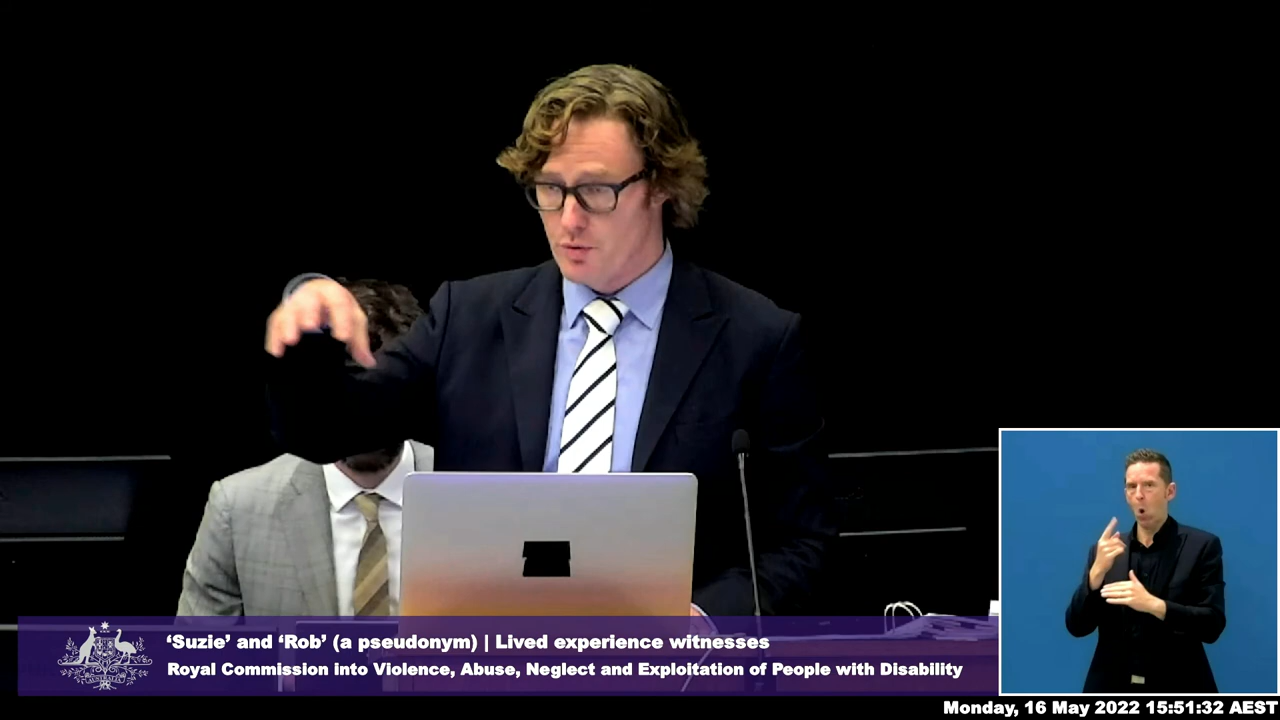 ‘Suzie’ and ‘Rob’ (a pseudonym) | Lived experience witnesses
Royal Commission into Violence, Abuse, Neglect and Exploitation of People with Disability
Monday, 16 May 2022 15:51:32 AEST